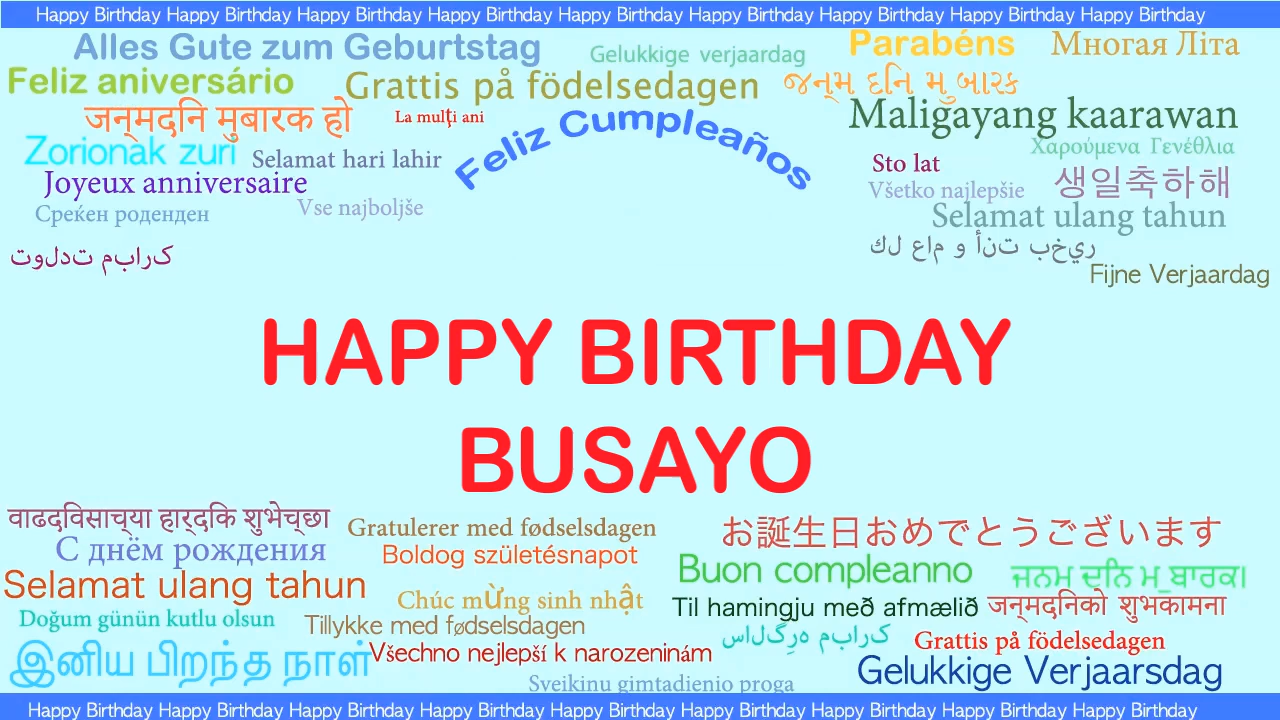 Happy Birthday Happy Birthday Happy Birthday Happy Birthday Happy Birthday Happy Birthday Happy Birthday Happy Birthday Happy Birthday
Alles Gute zum Geburtstag
Gelukkige verjaardag
Parabéns
Многая Літа
Feliz aniversário
Grattis på födelsedagen
જન્મ દિન મુબારક
जन्मदिन मुबारक हो
La mulţi ani
Feliz Cumpleaños
Maligayang kaarawan
Zorionak zuri
Selamat hari lahir
Χαρούμενα Γενέθλια
Sto lat
Joyeux anniversaire
Všetko najlepšie
생일축하해
Среќен роденден
Vse najboljše
Selamat ulang tahun
تولدت مبارک
كل عام و أنت بخير
Fijne Verjaardag
HAPPY BIRTHDAY
BUSAYO
वाढदिवसाच्या हार्दिक शुभेच्छा
Gratulerer med fødselsdagen
お誕生日おめでとうございます
С днём рождения
Boldog születésnapot
Buon compleanno
ਜਨਮ ਦਿਨ ਮੁਬਾਰਕ।
Selamat ulang tahun
Chúc mừng sinh nhật
Til hamingju með afmælið
जन्मदिनको शुभकामना
Doğum günün kutlu olsun
Tillykke med fødselsdagen
سالگرہ مبارک
Grattis på födelsedagen
இனிய பிறந்த நாள்
Všechno nejlepší k narozeninám
Gelukkige Verjaarsdag
Sveikinu gimtadienio proga
Happy Birthday Happy Birthday Happy Birthday Happy Birthday Happy Birthday Happy Birthday Happy Birthday Happy Birthday Happy Birthday